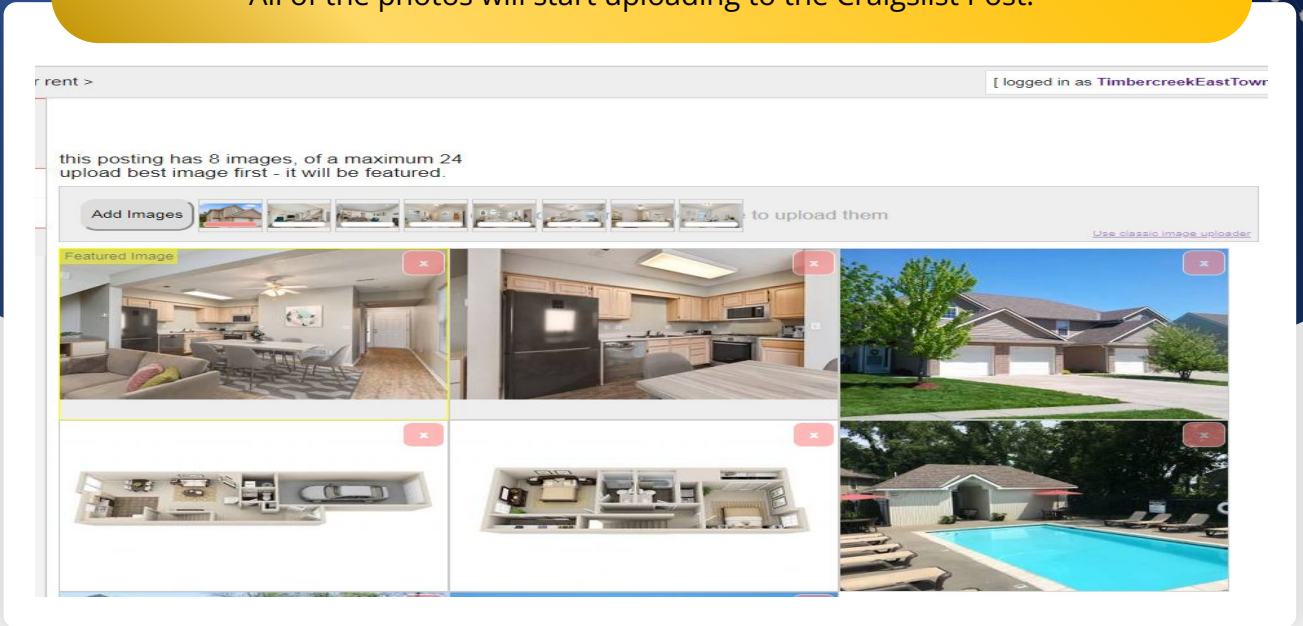 All of the photos will start uploading to the Craigslist Post.
r rent >
[ logged in as TimbercreekEastTowr
this posting has 8 images, of a maximum 24
upload best image first - it will be featured.
Add Images
to upload them
Use classic image uploader
Featured Image
x
x
x
x
x
x